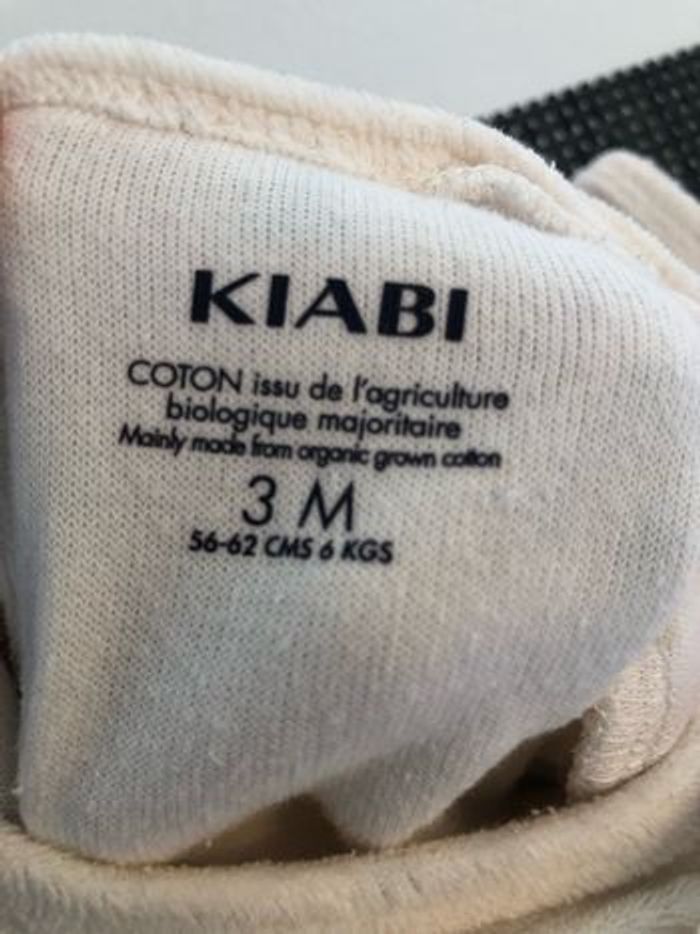 KIABI
COTON issu de l'agriculture
biologique majoritaire
Mainly made from organic grown cotton
3 M
56-62 CMS 6 KGS